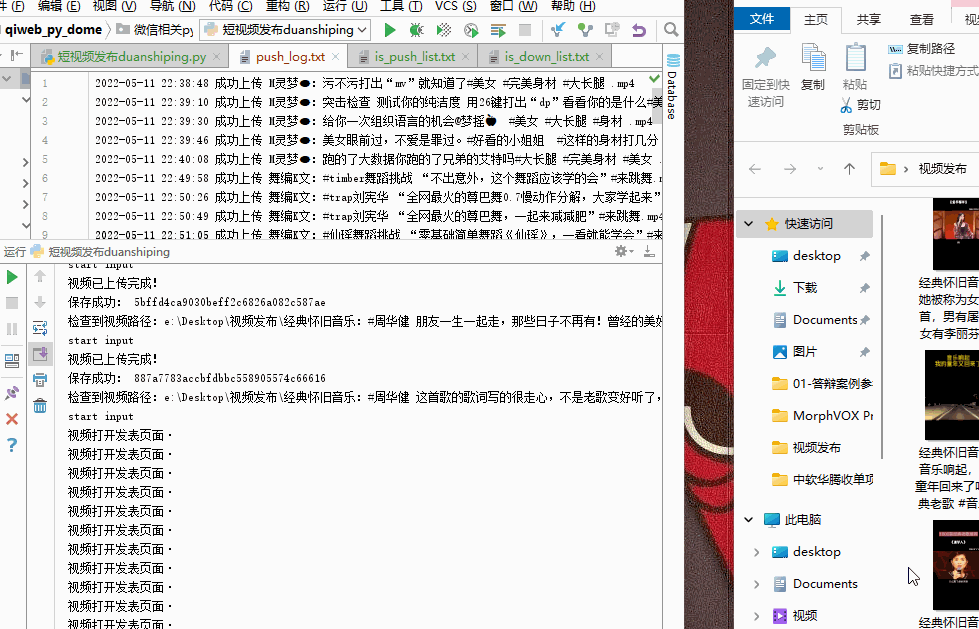 件 (F) 编辑 (E) 视图 (V) 导航 (N) 代码 (C) 重构 (R) 运行 (U) 工具 (T) VCS (S) 窗口 (W) 帮助 (H)
qiweb_py_dome 微信相关py 短视频发布duanshiping
短视频发布duanshiping.py push_log.txt is_push_list.txt is_down_list.txt
1 2022-05-11 22:38:48 成功上传 M灵梦●: 污不污打出“mv”就知道了#美女 #完美身材 #大长腿 .mp4
2 2022-05-11 22:39:10 成功上传 M灵梦●: 突击检查 测试你的纯洁度 用26键打出“dp”看看你的是什么#美
3 2022-05-11 22:39:30 成功上传 M灵梦●: 给你一次组织语言的机会@梦摇 #美女 #大长腿 #身材 .mp4
4 2022-05-11 22:39:46 成功上传 M灵梦●: 美女眼前过，不爱是罪过。#好看的小姐姐 #这样的身材打几分
5 2022-05-11 22:40:08 成功上传 M灵梦●: 跑的了大数据你跑的了兄弟的艾特吗#大长腿 #完美身材 #美女 .
6 2022-05-11 22:49:58 成功上传 舞编K文: #timber舞蹈挑战 “不出意外，这个舞蹈应该学的会”#来跳舞.m
7 2022-05-11 22:50:26 成功上传 舞编K文: #trap刘宪华 “全网最火的尊巴舞0.7慢动作分解，大家学起来”
8 2022-05-11 22:50:49 成功上传 舞编K文: #trap刘宪华 “全网最火的尊巴舞，一起来减减肥”#来跳舞.mp4
9 2022-05-11 22:51:05 成功上传 舞编K文: #仙瑶舞蹈挑战 “零基础简单舞蹈《仙瑶》，一看就能学会”#来
Database
运行 短视频发布duanshiping
start input
视频已上传完成!
保存成功: 5bffd4ca9030beff2c6826a082c587ae
检查到视频路径: e:\Desktop\视频发布\经典怀旧音乐: #周华健 朋友一生一起走，那些日子不再有! 曾经的美好
start input
视频已上传完成!
保存成功: 887a7783accbfdbbc558905574c66616
检查到视频路径: e:\Desktop\视频发布\经典怀旧音乐: #周华健 这首歌的歌词写的很走心，不是老歌变好听了，
start input
视频打开发表页面·
视频打开发表页面·
视频打开发表页面·
视频打开发表页面·
视频打开发表页面·
视频打开发表页面·
视频打开发表页面·
视频打开发表页面·
视频打开发表页面·
视频打开发表页面·
视频打开发表页面·
文件 主页 共享 查看 视
固定到快
速访问
复制
粘贴
复制路径
粘贴快捷方式
剪切
剪贴板
视频发布
快速访问
desktop
下载
Documents
图片
01-答辩案例参
MorphVOX Pr
视频发布
中软华腾收单项
此电脑
desktop
Documents
视频
经典怀旧音
她被称为女
首，男有屠
女有李丽芬
音乐响起
我的童年又回来了
经典怀旧音
音乐响起，
童年回来了
典老歌 #音
经典怀旧音